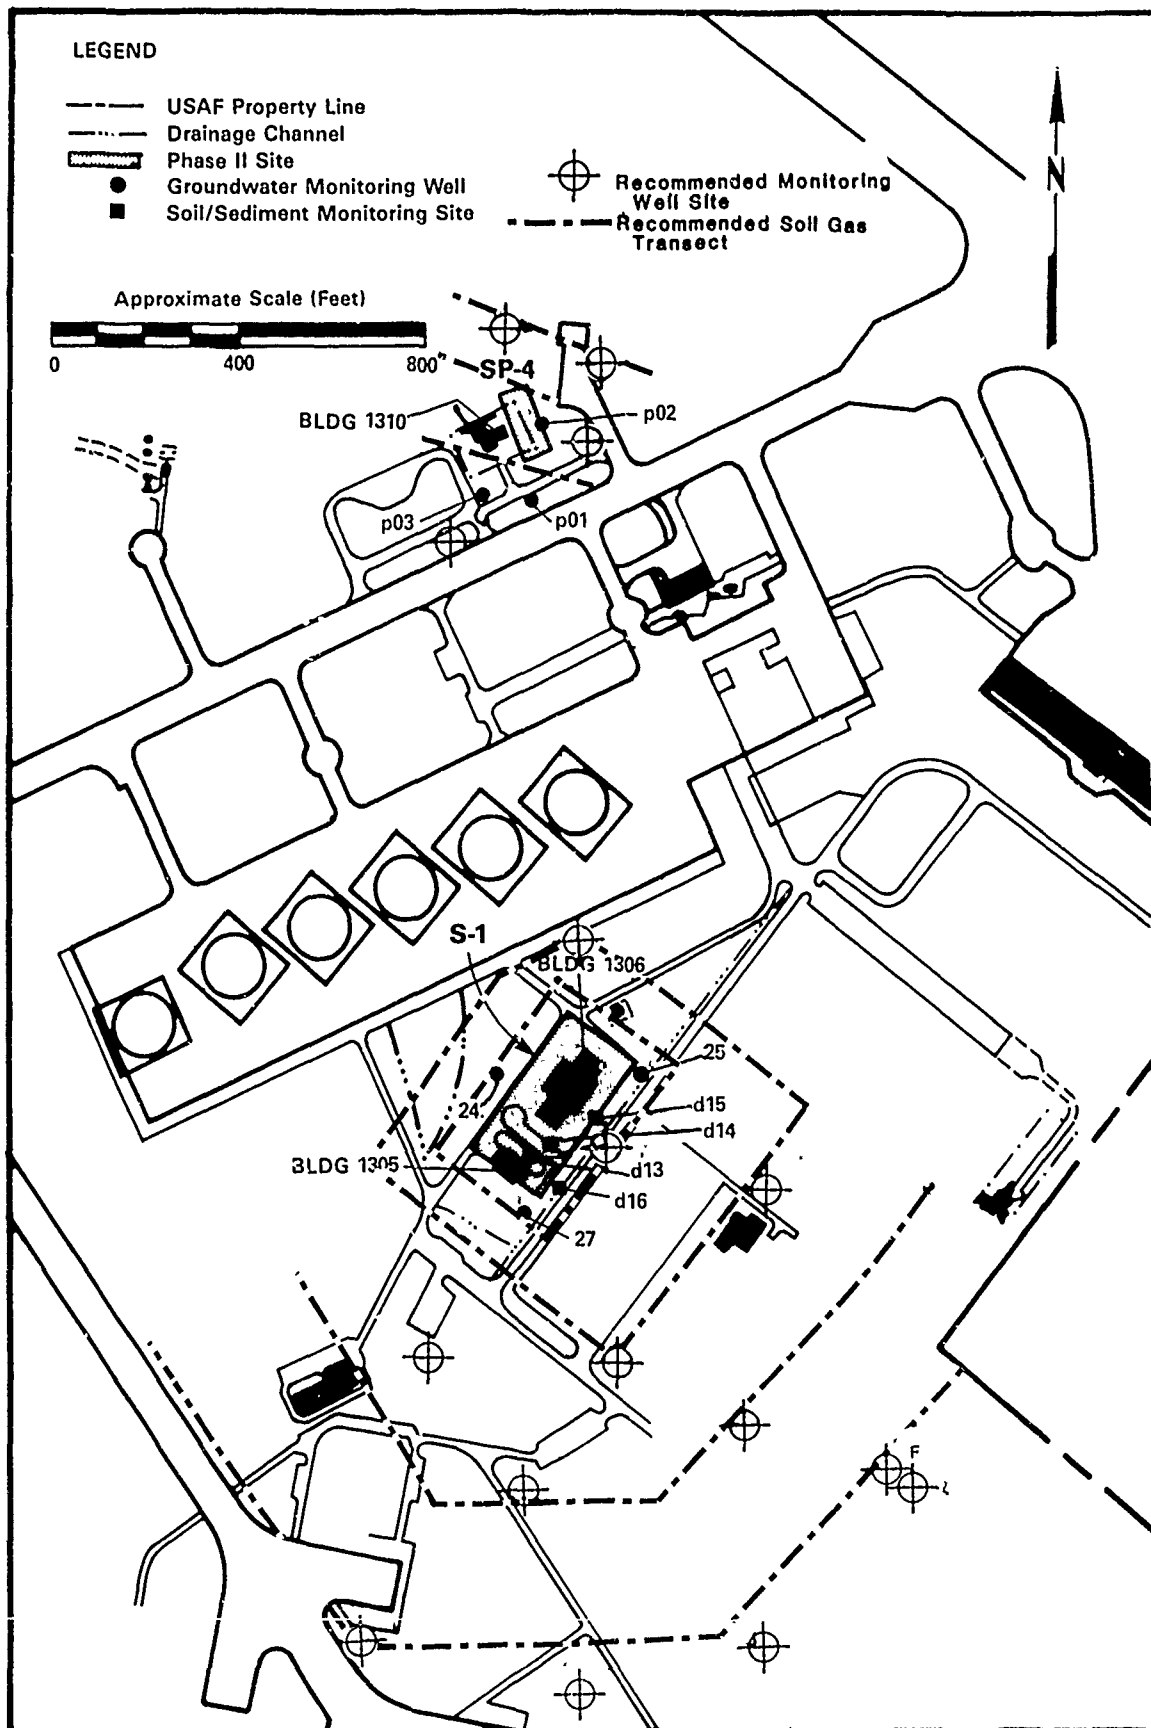 LEGEND
USAF Property Line
Drainage Channel
Phase II Site
Groundwater Monitoring Well
Soil/Sediment Monitoring Site
Recommended Monitoring
Well Site
Recommended Soil Gas
Transect
N
Approximate Scale (Feet)
0
400
800
SP-4
BLDG 1310
p02
p03
p01
S-1
BLDG 1306
25
24
d15
d14
BLDG 1305
d13
d16
27
F